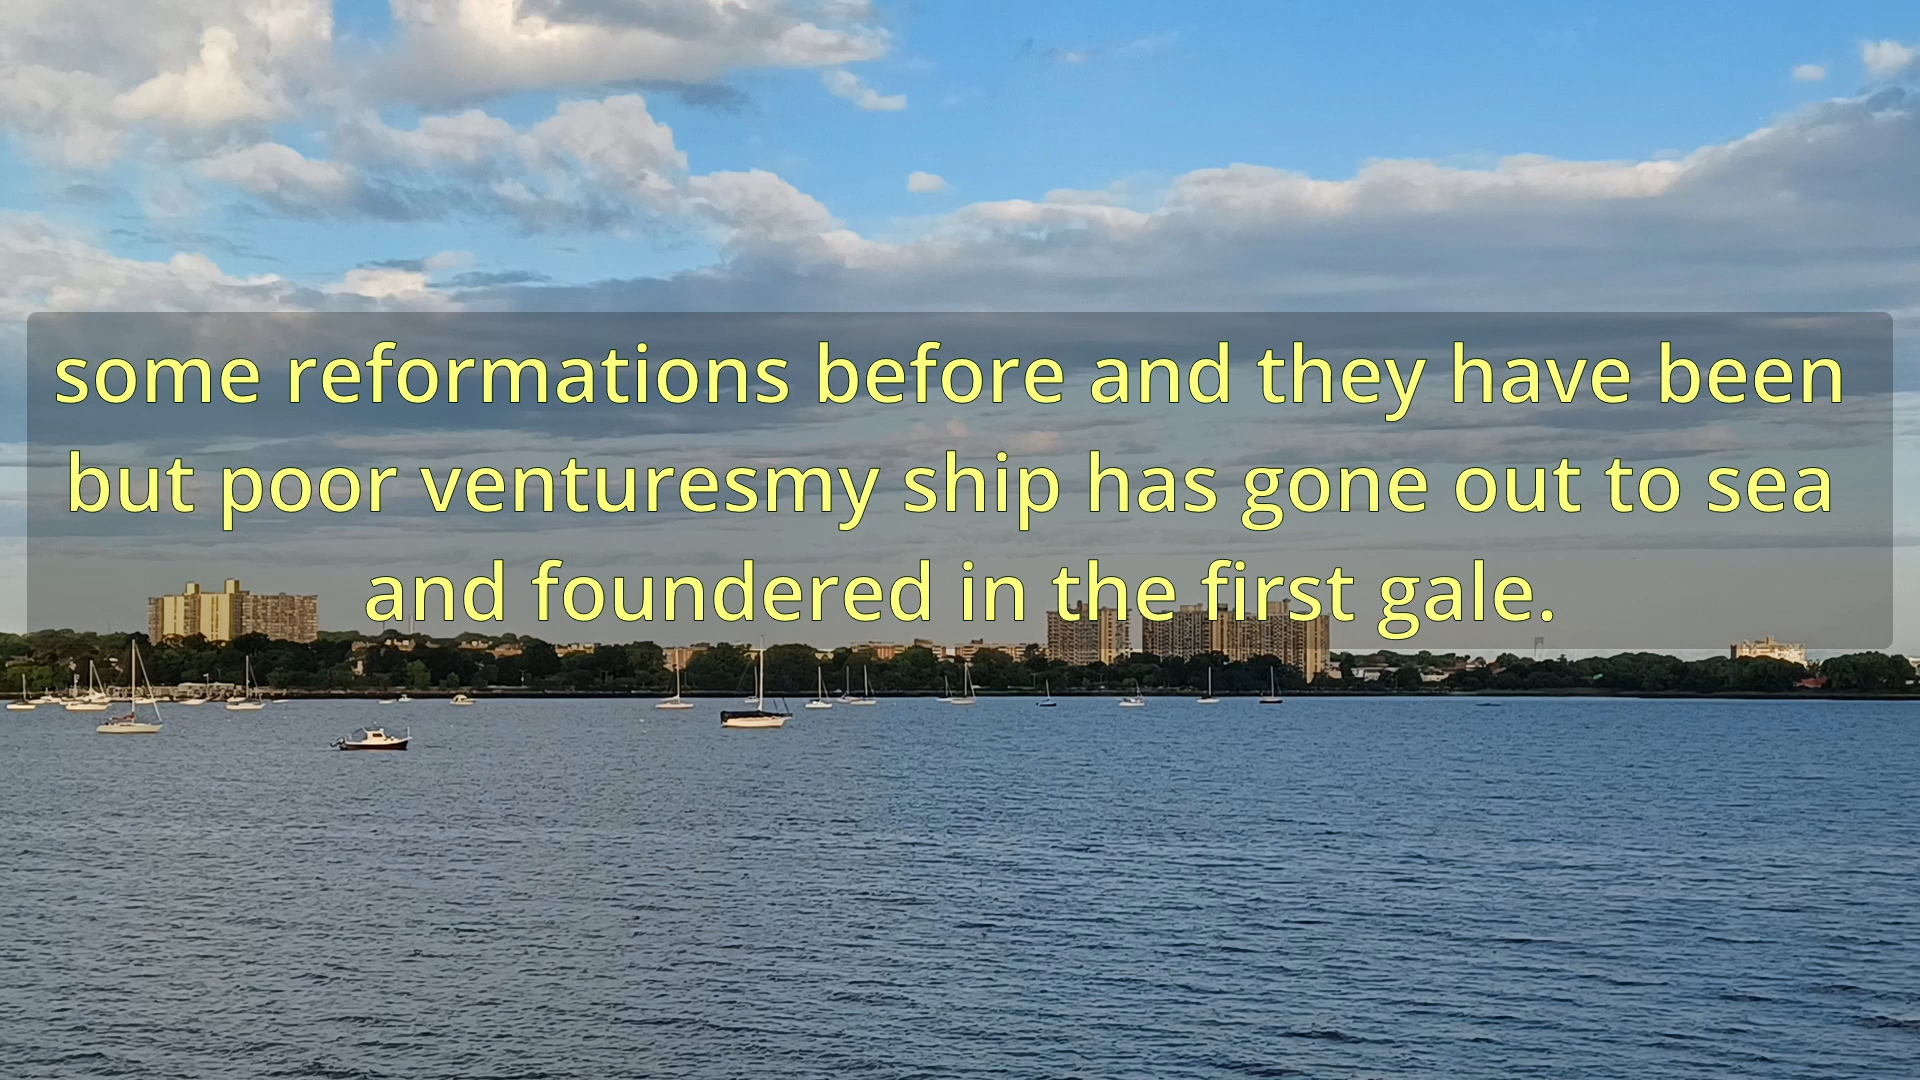 some reformations before and they have been
but poor venturesmy ship has gone out to sea
and foundered in the first gale.